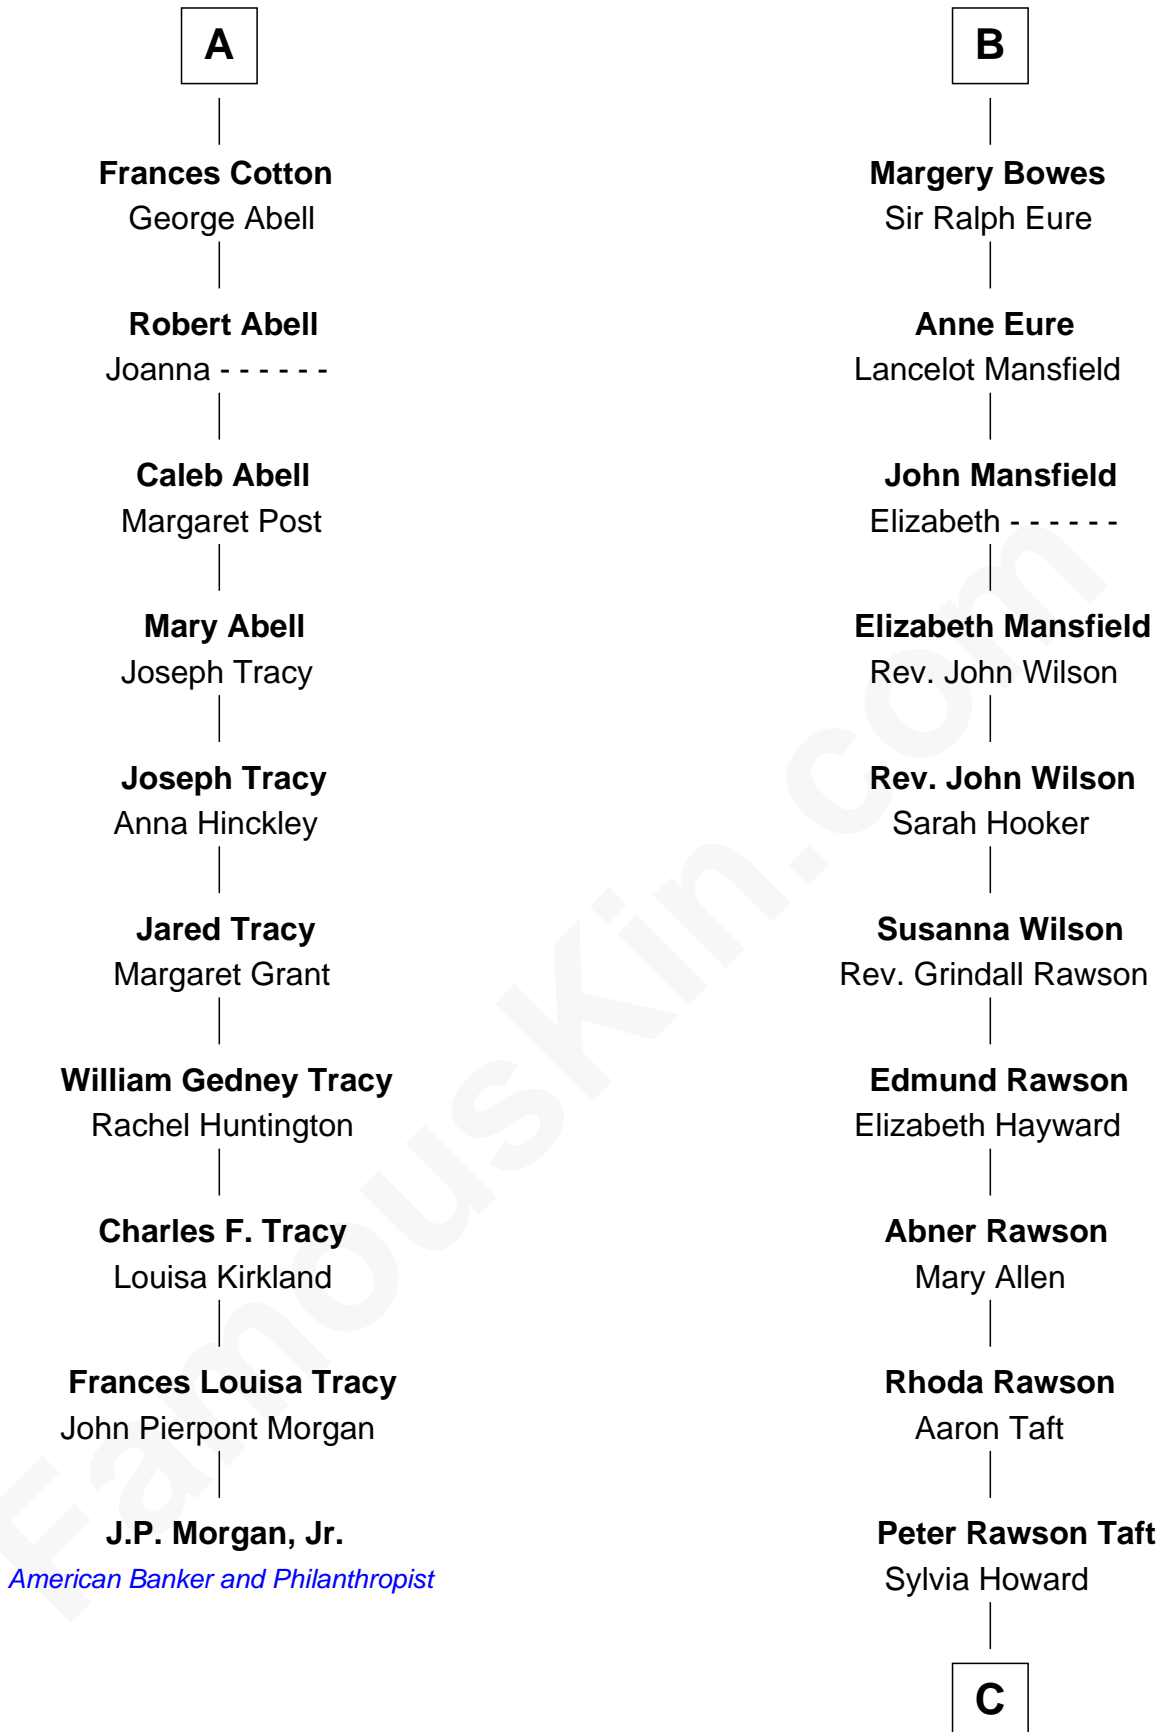 A
Frances Cotton
George Abell
Robert Abell
Joanna - - - - - -
Caleb Abell
Margaret Post
Mary Abell
Joseph Tracy
Joseph Tracy
Anna Hinckley
Jared Tracy
Margaret Grant
William Gedney Tracy
Rachel Huntington
Charles F. Tracy
Louisa Kirkland
Frances Louisa Tracy
John Pierpont Morgan
J.P. Morgan, Jr.
American Banker and Philanthropist
B
Margery Bowes
Sir Ralph Eure
Anne Eure
Lancelot Mansfield
John Mansfield
Elizabeth - - - - - -
Elizabeth Mansfield
Rev. John Wilson
Rev. John Wilson
Sarah Hooker
Susanna Wilson
Rev. Grindall Rawson
Edmund Rawson
Elizabeth Hayward
Abner Rawson
Mary Allen
Rhoda Rawson
Aaron Taft
Peter Rawson Taft
Sylvia Howard
C
FamousKin.com